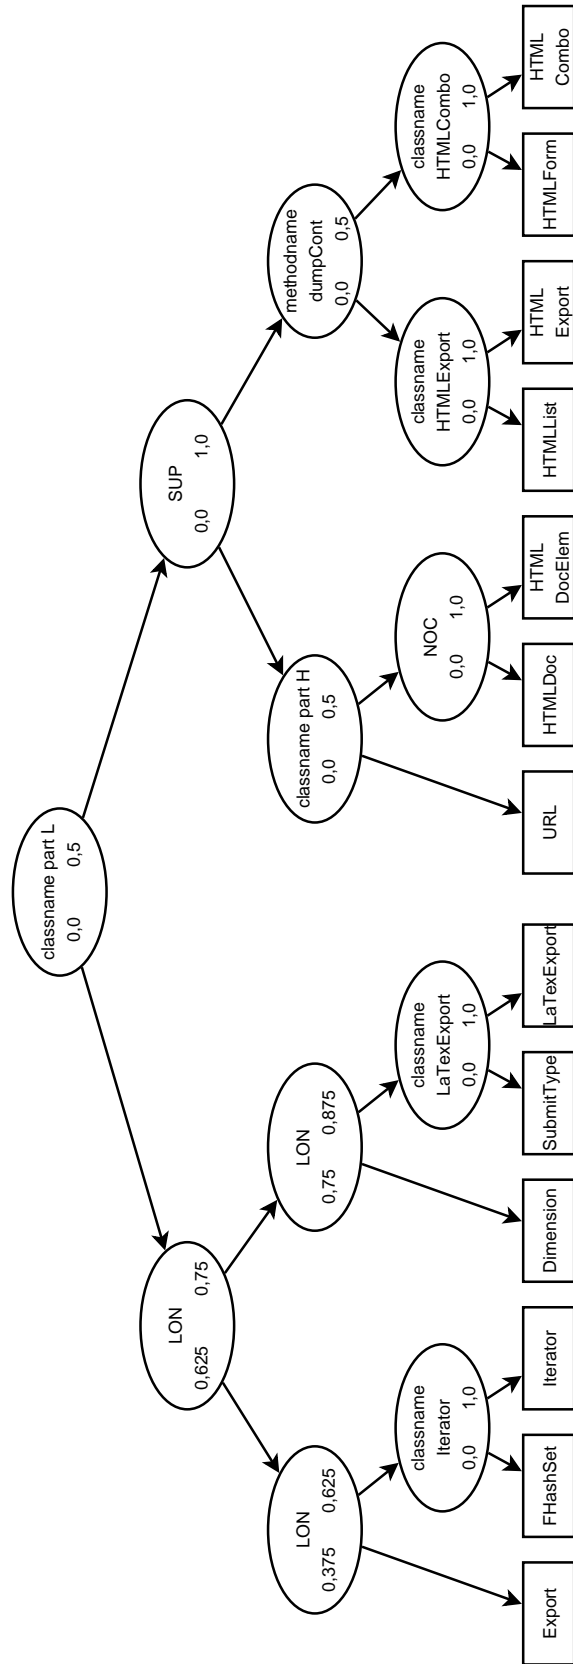 classname part L
0,0 0,5
LON
0,625 0,75
SUP
0,0 1,0
LON
0,375 0,625
LON
0,75 0,875
classname part H
0,0 0,5
methodname
dumpCont
0,0 0,5
classname
Iterator
0,0 1,0
classname
LaTexExport
0,0 1,0
NOC
0,0 1,0
classname
HTMLExport
0,0 1,0
classname
HTMLCombo
0,0 1,0
Export
FHashSet
Iterator
Dimension
SubmitType
LaTexExport
URL
HTMLDoc
HTML
DocElem
HTMLList
HTML
Export
HTMLForm
HTML
Combo